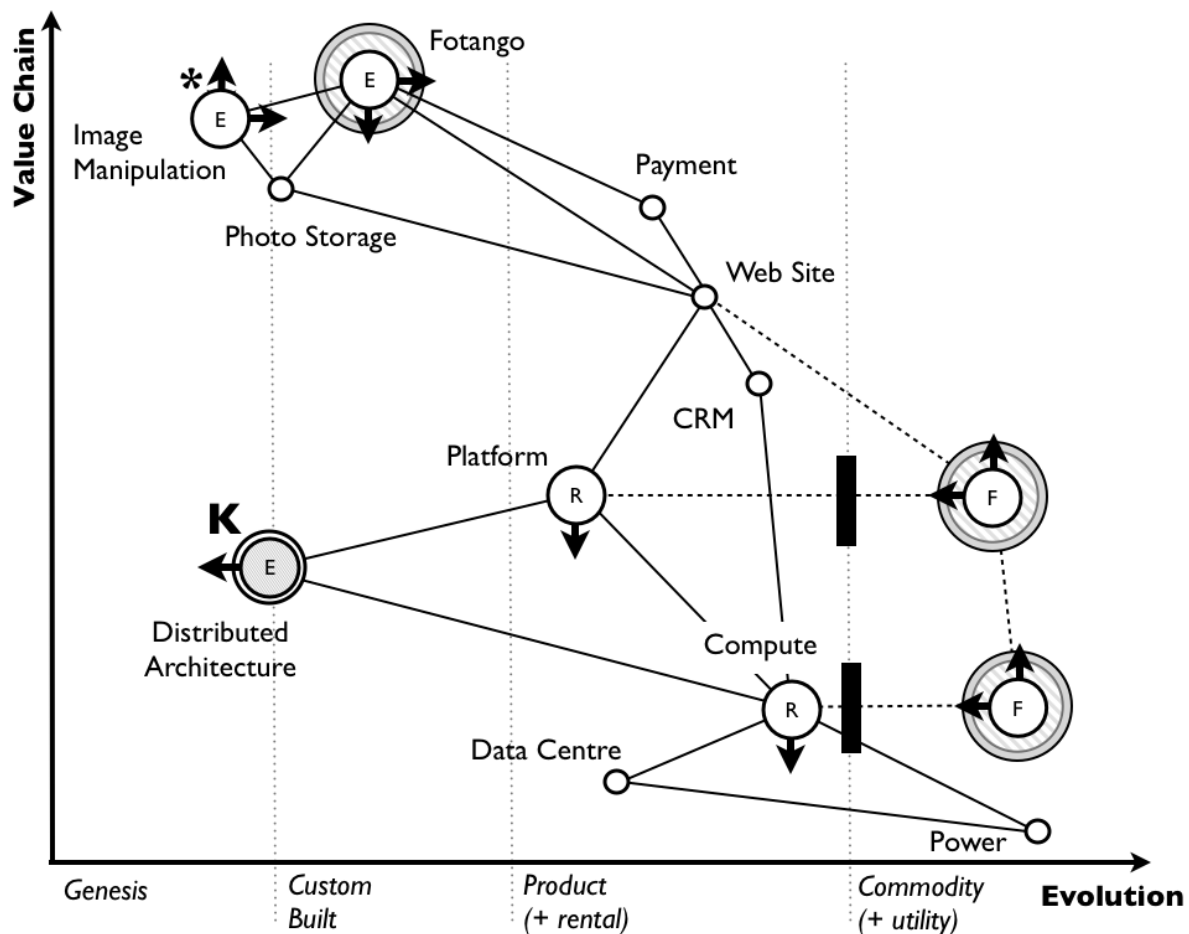 Value Chain
Fotango
*
E
E
Image
Manipulation
Payment
Photo Storage
Web Site
CRM
Platform
R
F
K
E
Distributed
Architecture
Compute
R
F
Data Centre
Power
Genesis
Custom
Built
Product
(+ rental)
Commodity
(+ utility)
Evolution